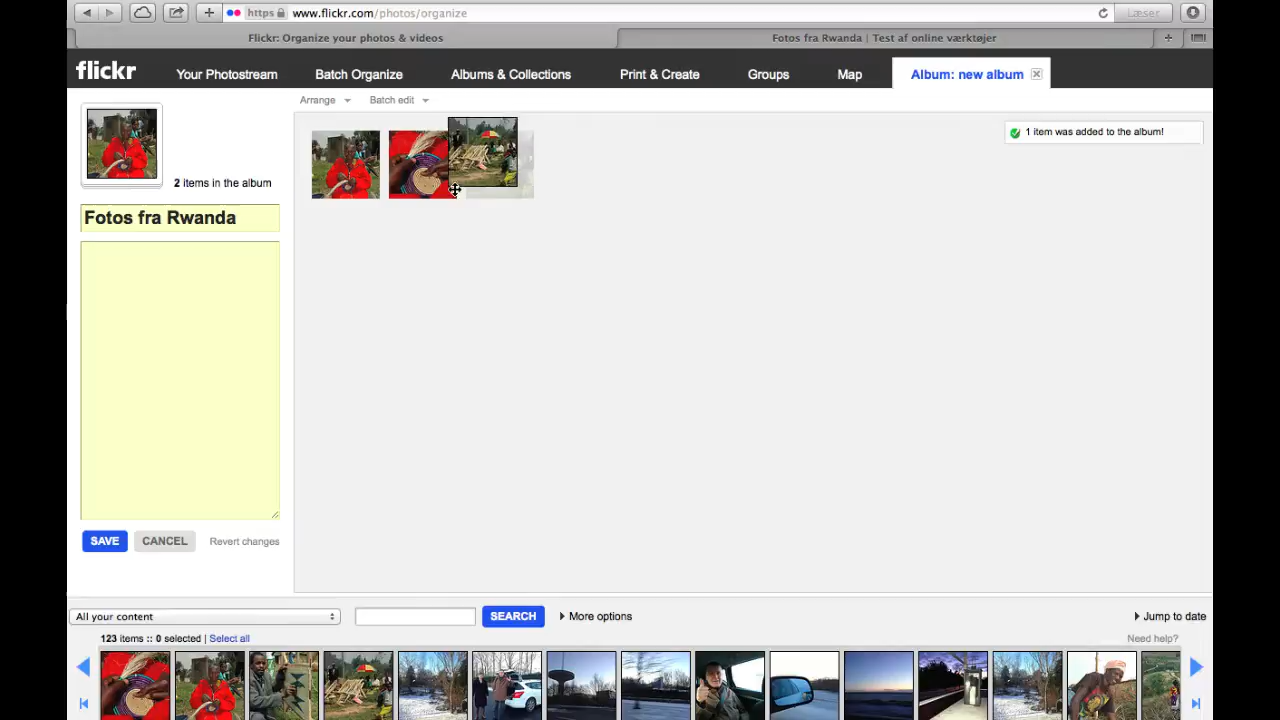 https www.flickr.com/photos/organize Læser
Flickr: Organize your photos & videos Fotos fra Rwanda | Test af online værktøjer
flickr Your Photostream Batch Organize Albums & Collections Print & Create Groups Map Album: new album
Arrange Batch edit
1 item was added to the album!
2 items in the album
Fotos fra Rwanda
SAVE CANCEL Revert changes
All your content SEARCH More options Jump to date
123 items :: 0 selected | Select all Need help?